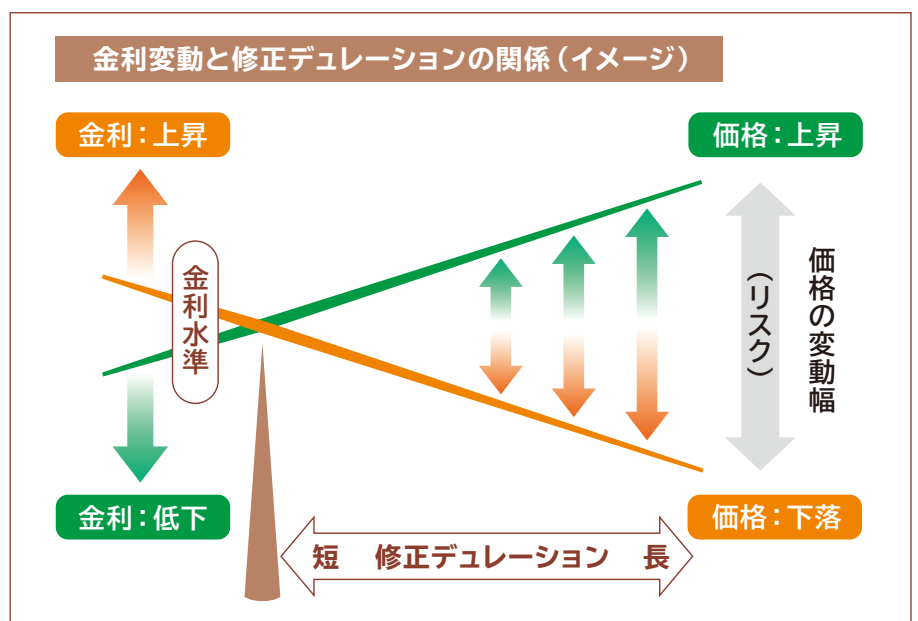 金利変動と修正デュレーションの関係（イメージ）
金利：上昇
価格：上昇
金利水準
価格の変動幅
（リスク）
金利：低下
価格：下落
短　修正デュレーション　長